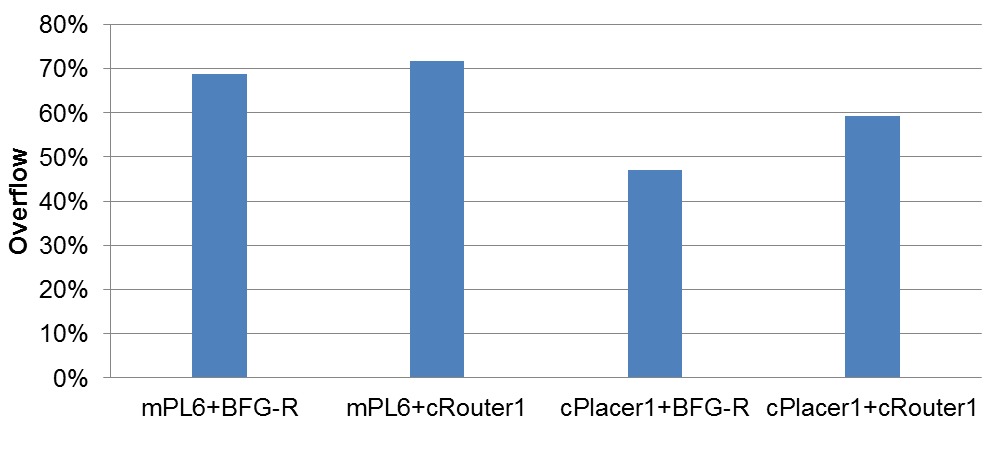 80%
70%
60%
50%
40%
30%
20%
10%
0%
Overflow
mPL6+BFG-R
mPL6+cRouter1
cPlacer1+BFG-R
cPlacer1+cRouter1